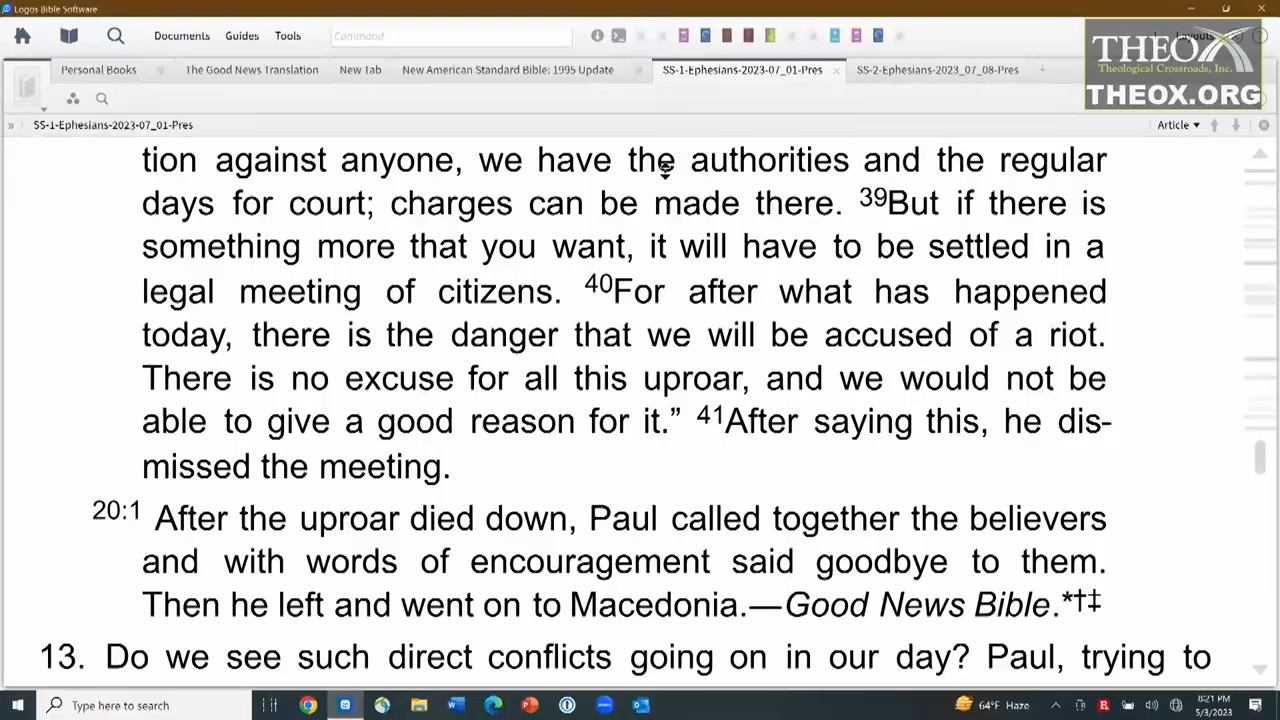 Logos Bible Software
Documents Guides Tools Command Layouts
THEOX
Theological Crossroads, Inc.
THEOX.ORG
Personal Books The Good News Translation New Tab SS-1-Ephesians-2023-07_01-Pres SS-2-Ephesians-2023_07_08-Pres
SS-1-Ephesians-2023-07_01-Pres Article
tion against anyone, we have the authorities and the regular
days for court; charges can be made there. 39But if there is
something more that you want, it will have to be settled in a
legal meeting of citizens. 40For after what has happened
today, there is the danger that we will be accused of a riot.
There is no excuse for all this uproar, and we would not be
able to give a good reason for it.” 41After saying this, he dis-
missed the meeting.
20:1 After the uproar died down, Paul called together the believers
and with words of encouragement said goodbye to them.
Then he left and went on to Macedonia.—Good News Bible.*†‡
13. Do we see such direct conflicts going on in our day? Paul, trying to
Type here to search 64°F Haze 8:21 PM
5/3/2023